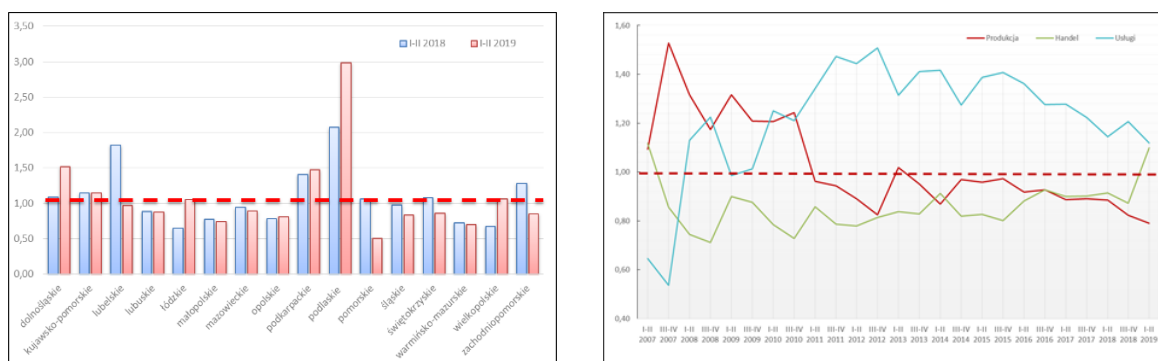 3,50
3,00
2,50
2,00
1,50
1,00
0,50
0,00
I-II 2018 I-II 2019
dolnośląskie
kujawsko-pomorskie
lubelskie
lubuskie
łódzkie
małopolskie
mazowieckie
opolskie
podkarpackie
podlaskie
pomorskie
śląskie
świętokrzyskie
warmińsko-mazurskie
wielkopolskie
zachodniopomorskie
1,60
1,40
1,20
1,00
0,80
0,60
0,40
Produkcja Handel Usługi
I-II III-IV I-II III-IV I-II III-IV I-II III-IV I-II III-IV I-II III-IV I-II III-IV I-II III-IV I-II III-IV I-II III-IV I-II III-IV I-II III-IV I-II
2007 2007 2008 2008 2009 2009 2010 2010 2011 2011 2012 2012 2013 2013 2014 2014 2015 2015 2016 2016 2017 2017 2018 2018 2019